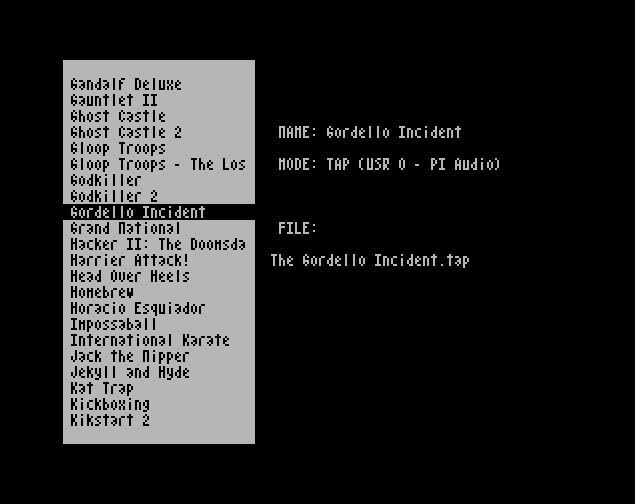 Gandalf Deluxe
Gauntlet II
Ghost Castle
Ghost Castle 2
Gloop Troops
Gloop Troops - The Los
Godkiller
Godkiller 2
Gordello Incident
Grand National
Hacker II: The Doomsda
Harrier Attack!
Head Over Heels
Homebrew
Horacio Esquiador
Impossaball
International Karate
Jack the Nipper
Jekyll and Hyde
Kat Trap
Kickboxing
Kikstart 2
NAME: Gordello Incident
MODE: TAP (USR 0 - PI Audio)
FILE:
The Gordello Incident.tap